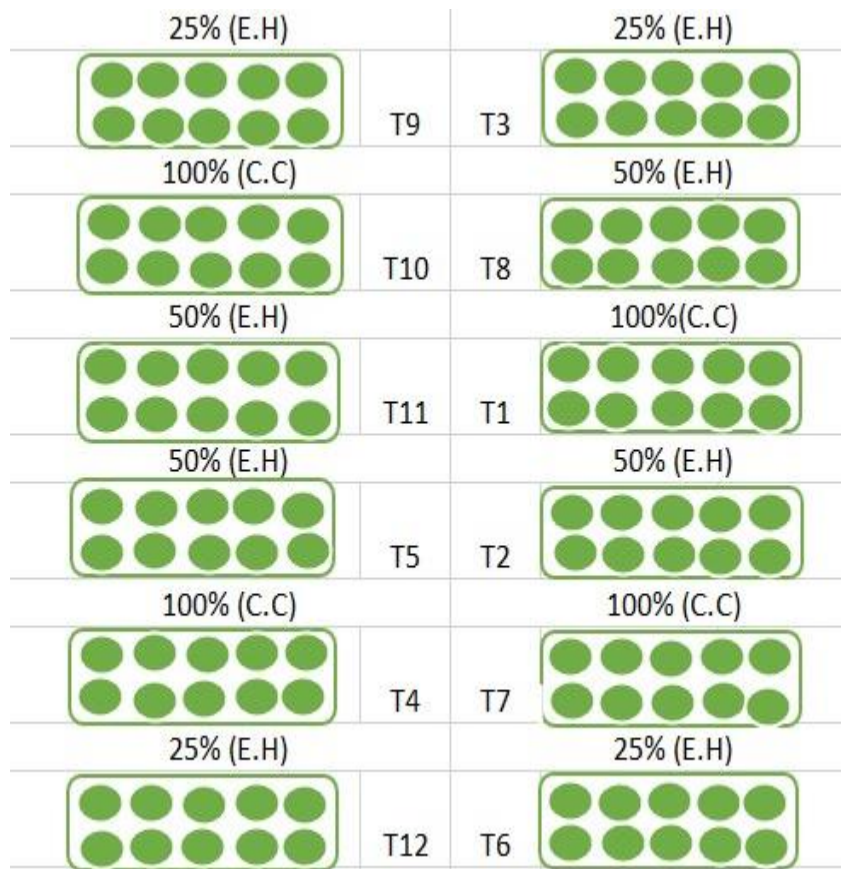 25% (E.H) 25% (E.H)
T9 T3
100% (C.C) 50% (E.H)
T10 T8
50% (E.H) 100%(C.C)
T11 T1
50% (E.H) 50% (E.H)
T5 T2
100% (C.C) 100% (C.C)
T4 T7
25% (E.H) 25% (E.H)
T12 T6